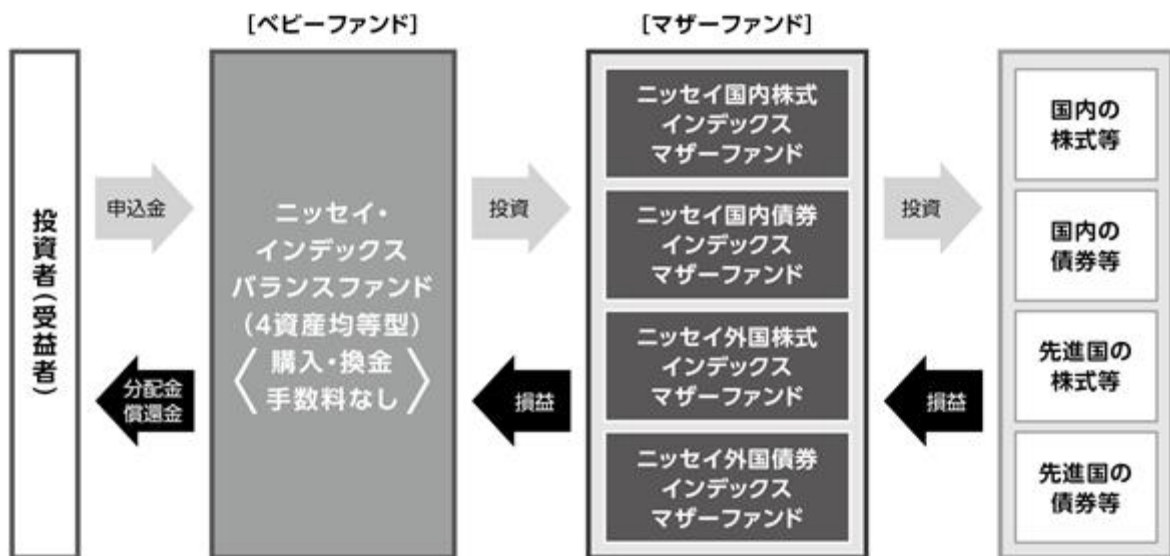 [ベビーファンド]
[マザーファンド]
投資者(受益者)
申込金
分配金
償還金
ニッセイ・
インデックス
バランスファンド
(4資産均等型)
〈購入・換金
手数料なし〉
投資
損益
ニッセイ国内株式
インデックス
マザーファンド
ニッセイ国内債券
インデックス
マザーファンド
ニッセイ外国株式
インデックス
マザーファンド
ニッセイ外国債券
インデックス
マザーファンド
投資
損益
国内の
株式等
国内の
債券等
先進国の
株式等
先進国の
債券等